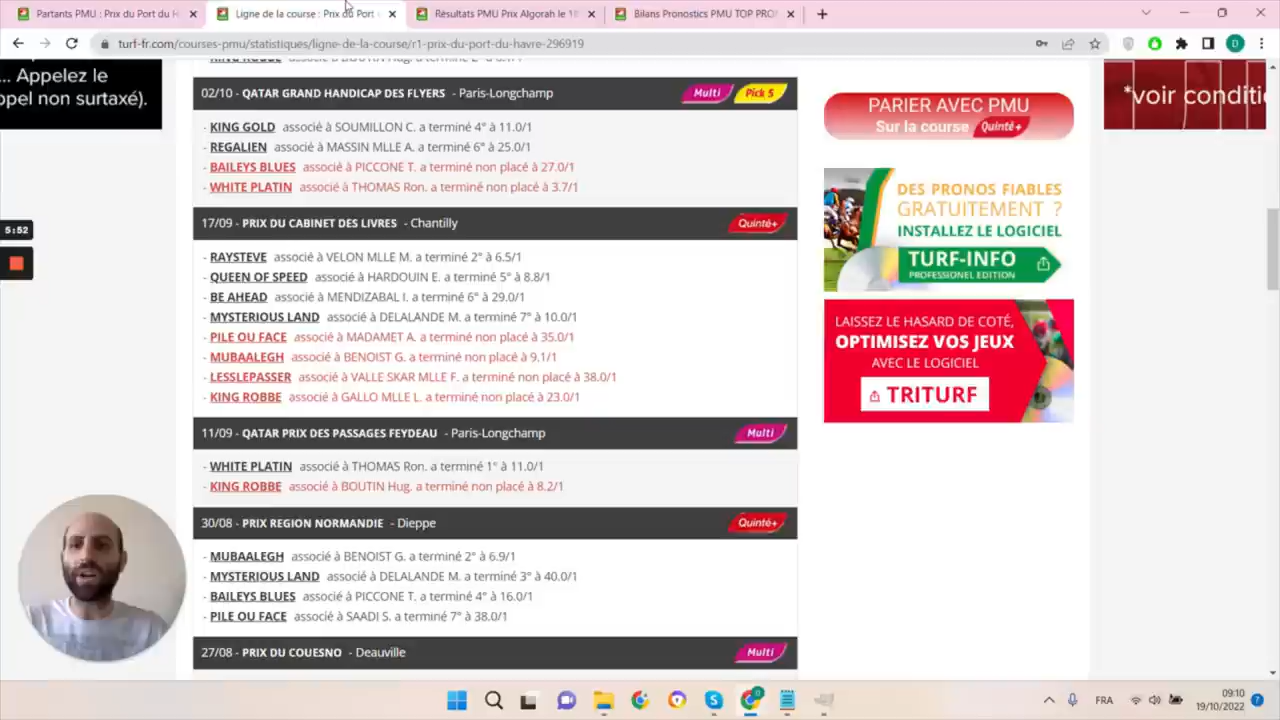 Partants PMU : Prix du Port du H
Ligne de la course : Prix du Port
Résultats PMU Prix Algorah le 18
Bilans Pronostics PMU TOP PRO
turf-fr.com/courses-pmu/statistiques/ligne-de-la-course/r1-prix-du-port-du-havre-296919
D
... Appelez le
ppel non surtaxé).
5:52
02/10 - QATAR GRAND HANDICAP DES FLYERS - Paris-Longchamp
Multi Pick 5
- KING GOLD associé à SOUMILLON C. a terminé 4° à 11.0/1
- REGALIEN associé à MASSIN MLLE A. a terminé 6° à 25.0/1
- BAILEYS BLUES associé à PICCONE T. a terminé non placé à 27.0/1
- WHITE PLATIN associé à THOMAS Ron. a terminé non placé à 3.7/1
17/09 - PRIX DU CABINET DES LIVRES - Chantilly
Quinté+
- RAYSTEVE associé à VELON MLLE M. a terminé 2° à 6.5/1
- QUEEN OF SPEED associé à HARDOUIN E. a terminé 5° à 8.8/1
- BE AHEAD associé à MENDIZABAL I. a terminé 6° à 29.0/1
- MYSTERIOUS LAND associé à DELALANDE M. a terminé 7° à 10.0/1
- PILE OU FACE associé à MADAMET A. a terminé non placé à 35.0/1
- MUBAALEGH associé à BENOIST G. a terminé non placé à 9.1/1
- LESSLEPASSER associé à VALLE SKAR MLLE F. a terminé non placé à 38.0/1
- KING ROBBE associé à GALLO MLLE L. a terminé non placé à 23.0/1
11/09 - QATAR PRIX DES PASSAGES FEYDEAU - Paris-Longchamp
Multi
- WHITE PLATIN associé à THOMAS Ron. a terminé 1° à 11.0/1
- KING ROBBE associé à BOUTIN Hug. a terminé non placé à 8.2/1
30/08 - PRIX REGION NORMANDIE - Dieppe
Quinté+
- MUBAALEGH associé à BENOIST G. a terminé 2° à 6.9/1
- MYSTERIOUS LAND associé à DELALANDE M. a terminé 3° à 40.0/1
- BAILEYS BLUES associé à PICCONE T. a terminé 4° à 16.0/1
- PILE OU FACE associé à SAADI S. a terminé 7° à 38.0/1
27/08 - PRIX DU COUESNO - Deauville
Multi
PARIER AVEC PMU
Sur la course Quinté+
DES PRONOS FIABLES
GRATUITEMENT ?
INSTALLEZ LE LOGICIEL
TURF-INFO
PROFESSIONEL EDITION
LAISSEZ LE HASARD DE COTÉ,
OPTIMISEZ VOS JEUX
AVEC LE LOGICIEL
TRITURF
*voir conditi
FRA
09:10
19/10/2022